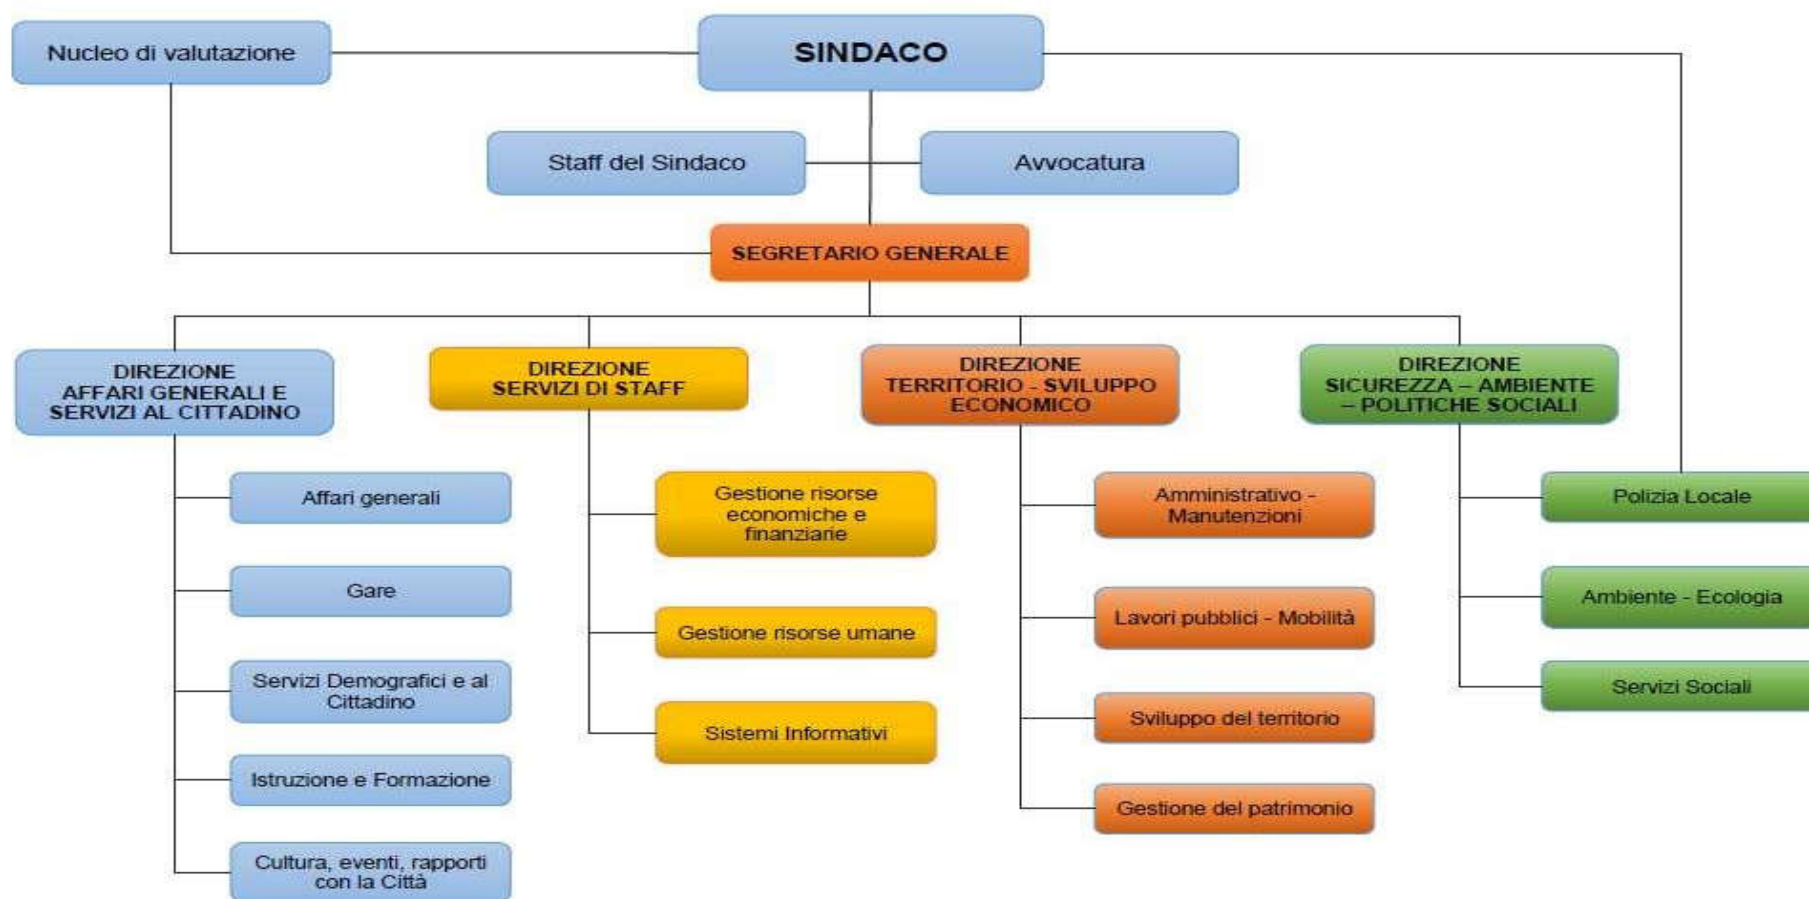 Nucleo di valutazione
SINDACO
Staff del Sindaco
Avvocatura
SEGRETARIO GENERALE
DIREZIONE
AFFARI GENERALI E
SERVIZI AL CITTADINO
DIREZIONE
SERVIZI DI STAFF
DIREZIONE
TERRITORIO - SVILUPPO
ECONOMICO
DIREZIONE
SICUREZZA – AMBIENTE
– POLITICHE SOCIALI
Affari generali
Gare
Servizi Demografici e al
Cittadino
Istruzione e Formazione
Cultura, eventi, rapporti
con la Città
Gestione risorse
economiche e
finanziarie
Gestione risorse umane
Sistemi Informativi
Amministrativo -
Manutenzioni
Lavori pubblici - Mobilità
Sviluppo del territorio
Gestione del patrimonio
Polizia Locale
Ambiente - Ecologia
Servizi Sociali